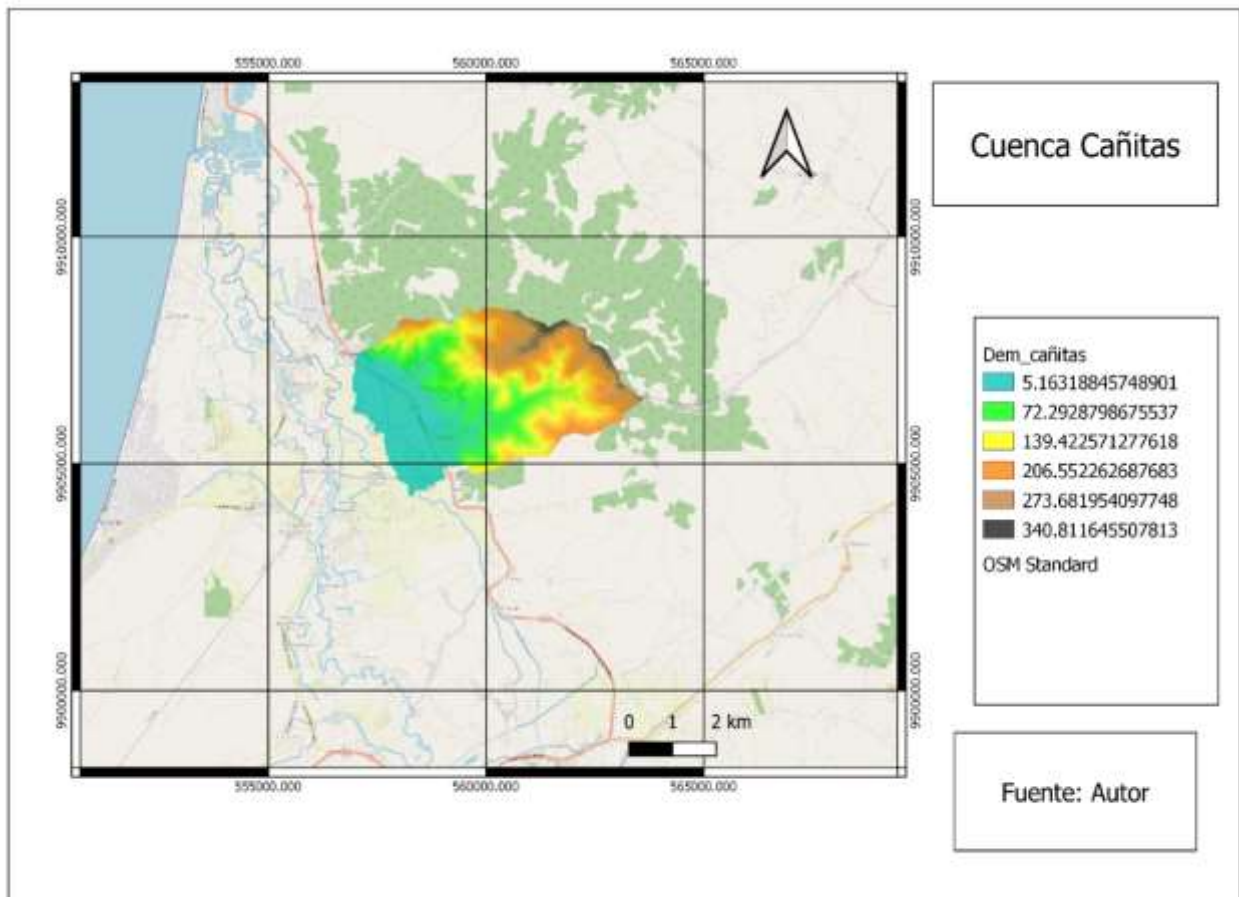 555000.000 560000.000 565000.000
9910000.000 9910000.000
9905000.000 9905000.000
9900000.000 9900000.000
0 1 2 km
555000.000 560000.000 565000.000
Cuenca Cañitas
Dem_cañitas
5.16318845748901
72.2928798675537
139.422571277618
206.552262687683
273.681954097748
340.811645507813
OSM Standard
Fuente: Autor